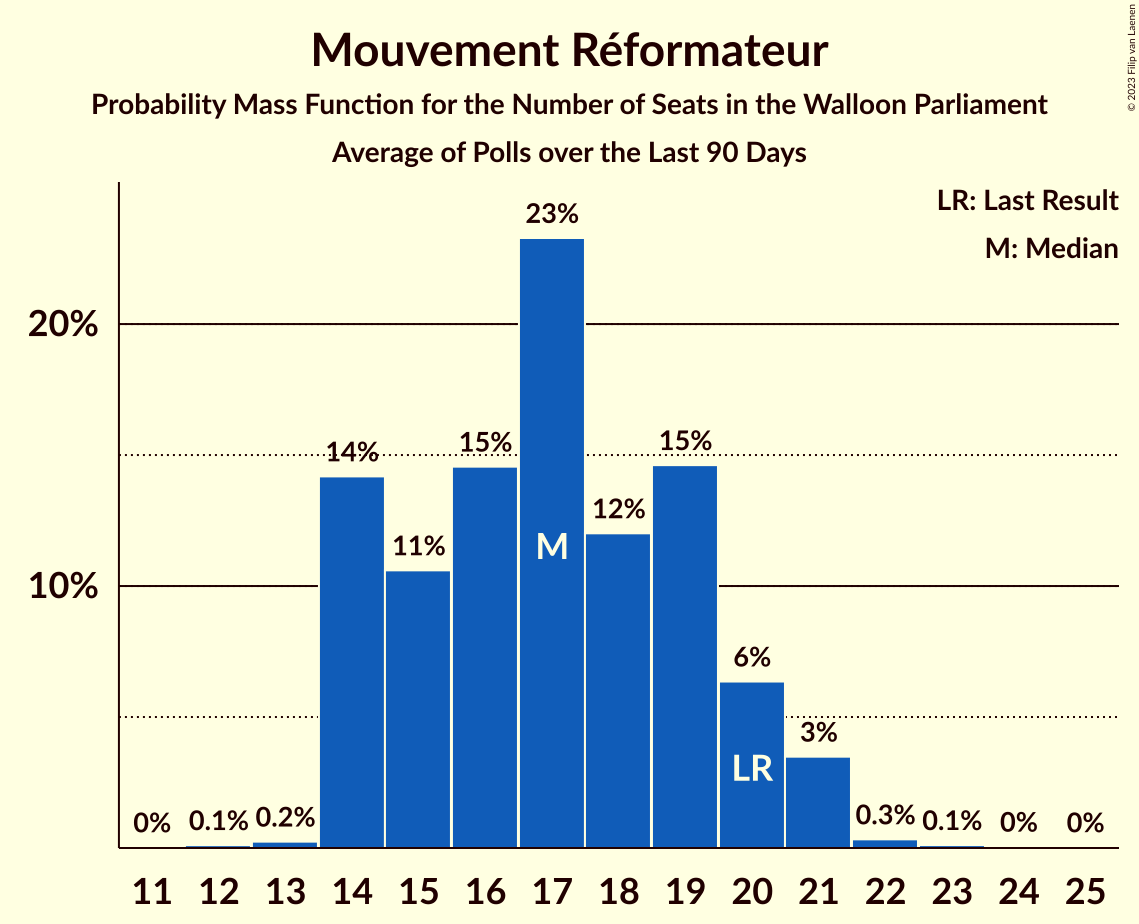 Mouvement Réformateur
Probability Mass Function for the Number of Seats in the Walloon Parliament
Average of Polls over the Last 90 Days
© 2023 Filip van Laenen
LR: Last Result
M: Median
20%
10%
0%
0.1%
0.2%
14%
11%
15%
23%
12%
15%
6%
3%
0.3%
0.1%
0%
0%
M
LR
11 12 13 14 15 16 17 18 19 20 21 22 23 24 25